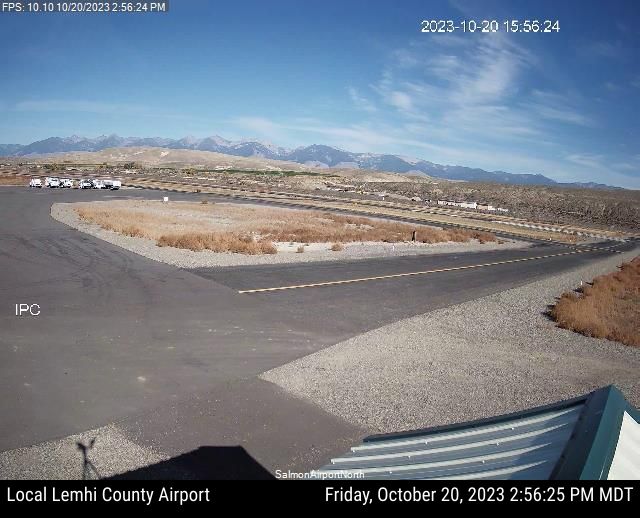 FPS: 10.10 10/20/2023 2:56:24 PM
2023-10-20 15:56:24
IPC
SalmonAirportNorth
Local Lemhi County Airport
Friday, October 20, 2023 2:56:25 PM MDT